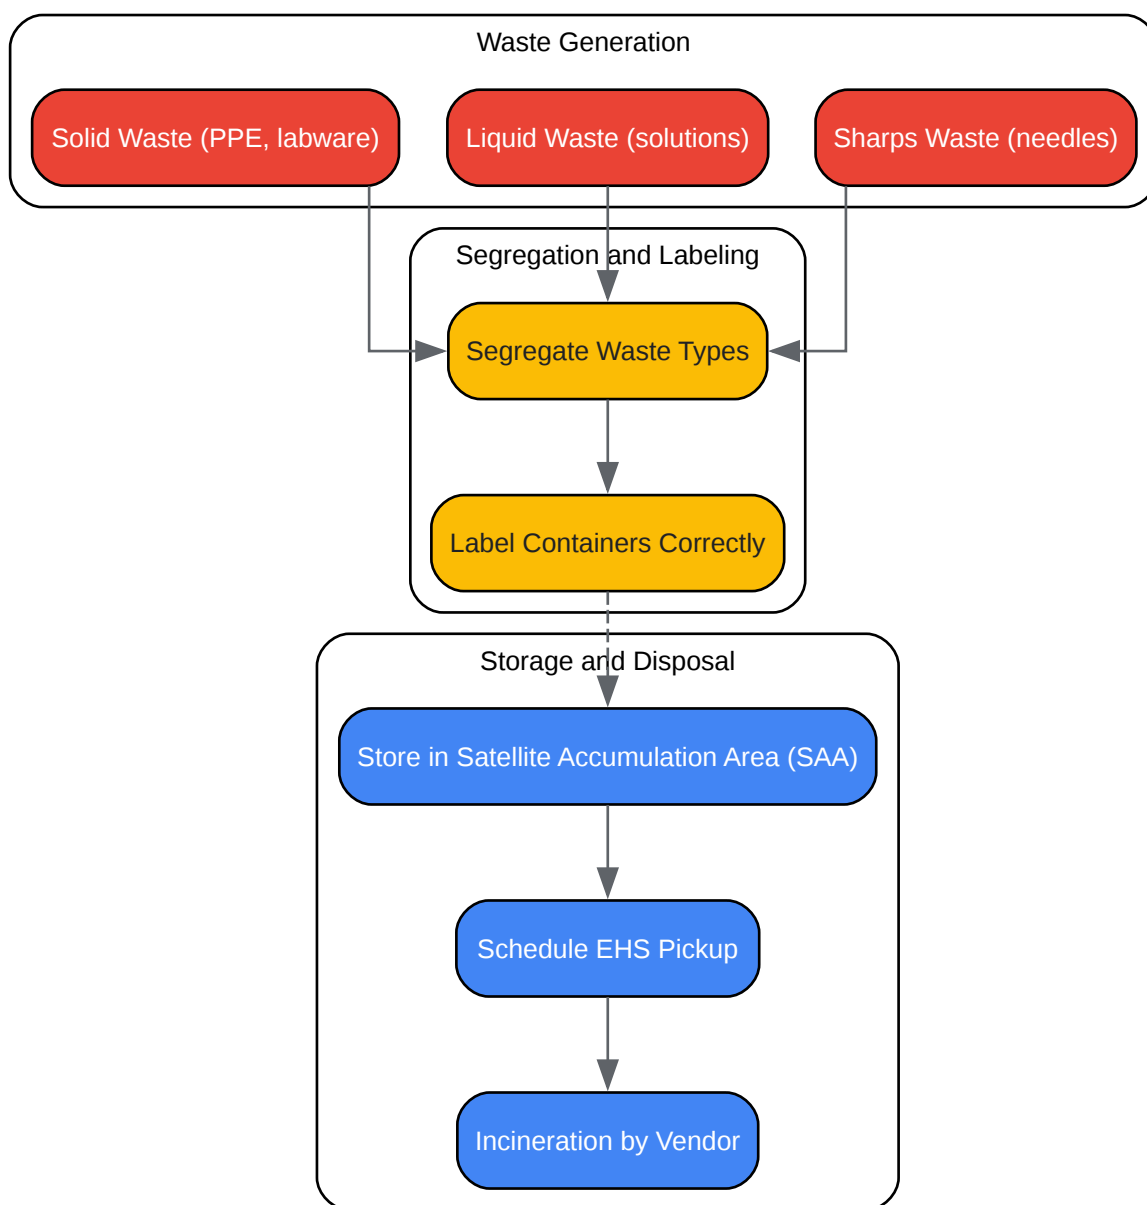 Waste Generation
Solid Waste (PPE, labware)
Liquid Waste (solutions)
Sharps Waste (needles)
Segregation and Labeling
Segregate Waste Types
Label Containers Correctly
Storage and Disposal
Store in Satellite Accumulation Area (SAA)
Schedule EHS Pickup
Incineration by Vendor